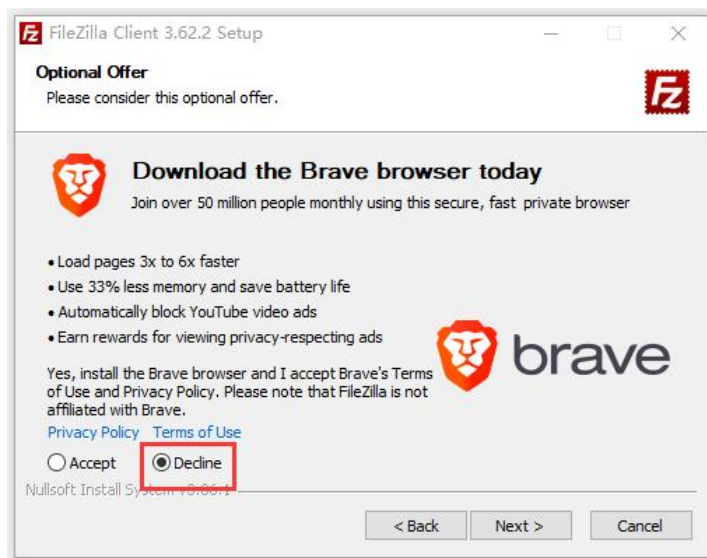 FileZilla Client 3.62.2 Setup
Optional Offer
Please consider this optional offer.
Fz
Download the Brave browser today
Join over 50 million people monthly using this secure, fast private browser
• Load pages 3x to 6x faster
• Use 33% less memory and save battery life
• Automatically block YouTube video ads
• Earn rewards for viewing privacy-respecting ads
brave
Yes, install the Brave browser and I accept Brave's Terms
of Use and Privacy Policy. Please note that FileZilla is not
affiliated with Brave.
Privacy Policy Terms of Use
Accept Decline
Nullsoft Install
< Back Next > Cancel